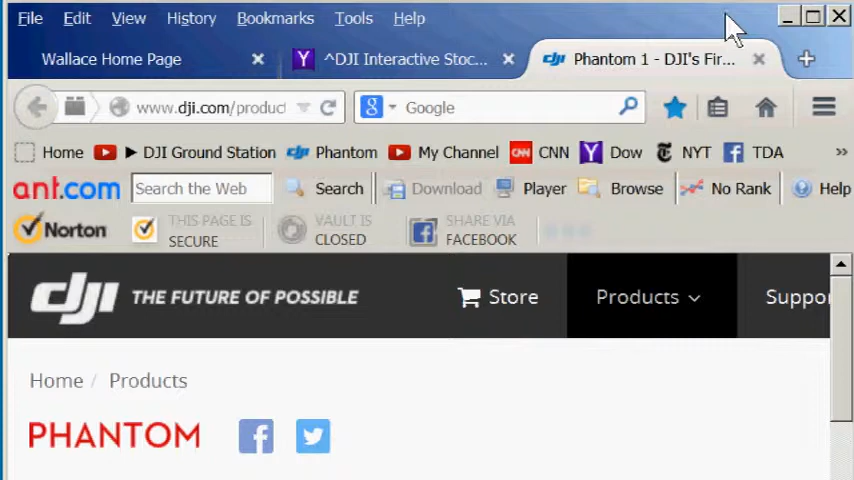 File Edit View History Bookmarks Tools Help
Wallace Home Page ^DJI Interactive Stoc... Phantom 1 - DJI's Fir...
www.dji.com/product Google
Home DJI Ground Station Phantom My Channel CNN Dow NYT TDA »
ant.com Search the Web Search Download Player Browse No Rank Help
Norton THIS PAGE IS SECURE VAULT IS CLOSED SHARE VIA FACEBOOK
dji THE FUTURE OF POSSIBLE Store Products Suppor
Home / Products
PHANTOM